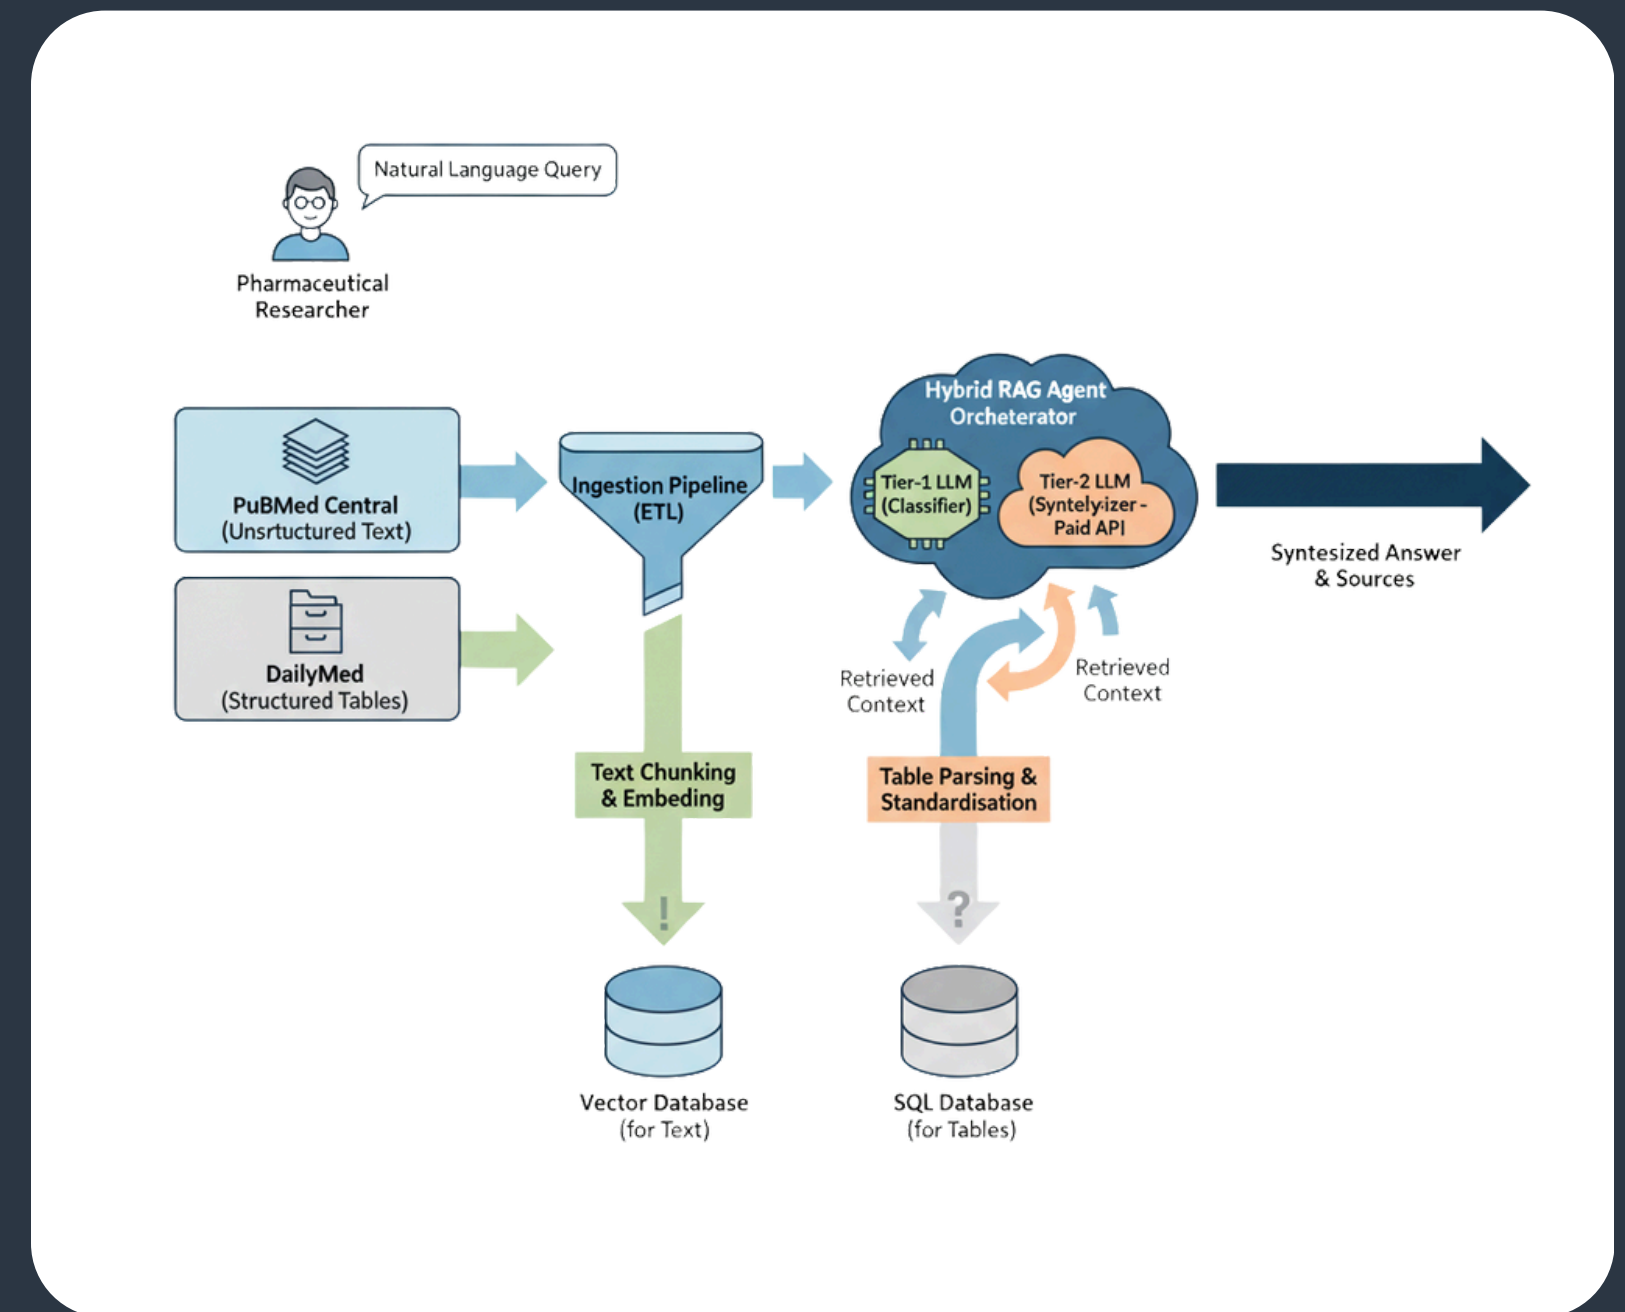 Natural Language Query
Pharmaceutical
Researcher
Hybrid RAG Agent
Orcheterator
PuBMed Central
(Unsrtuctured Text)
Ingestion Pipeline
(ETL)
Tier-1 LLM
(Classifier)
Tier-2 LLM
(Syntelyizer -
Paid API
Syntesized Answer
& Sources
DailyMed
(Structured Tables)
Retrieved
Context
Retrieved
Context
Text Chunking
& Embeding
Table Parsing &
Standardisation
!
?
Vector Database
(for Text)
SQL Database
(for Tables)